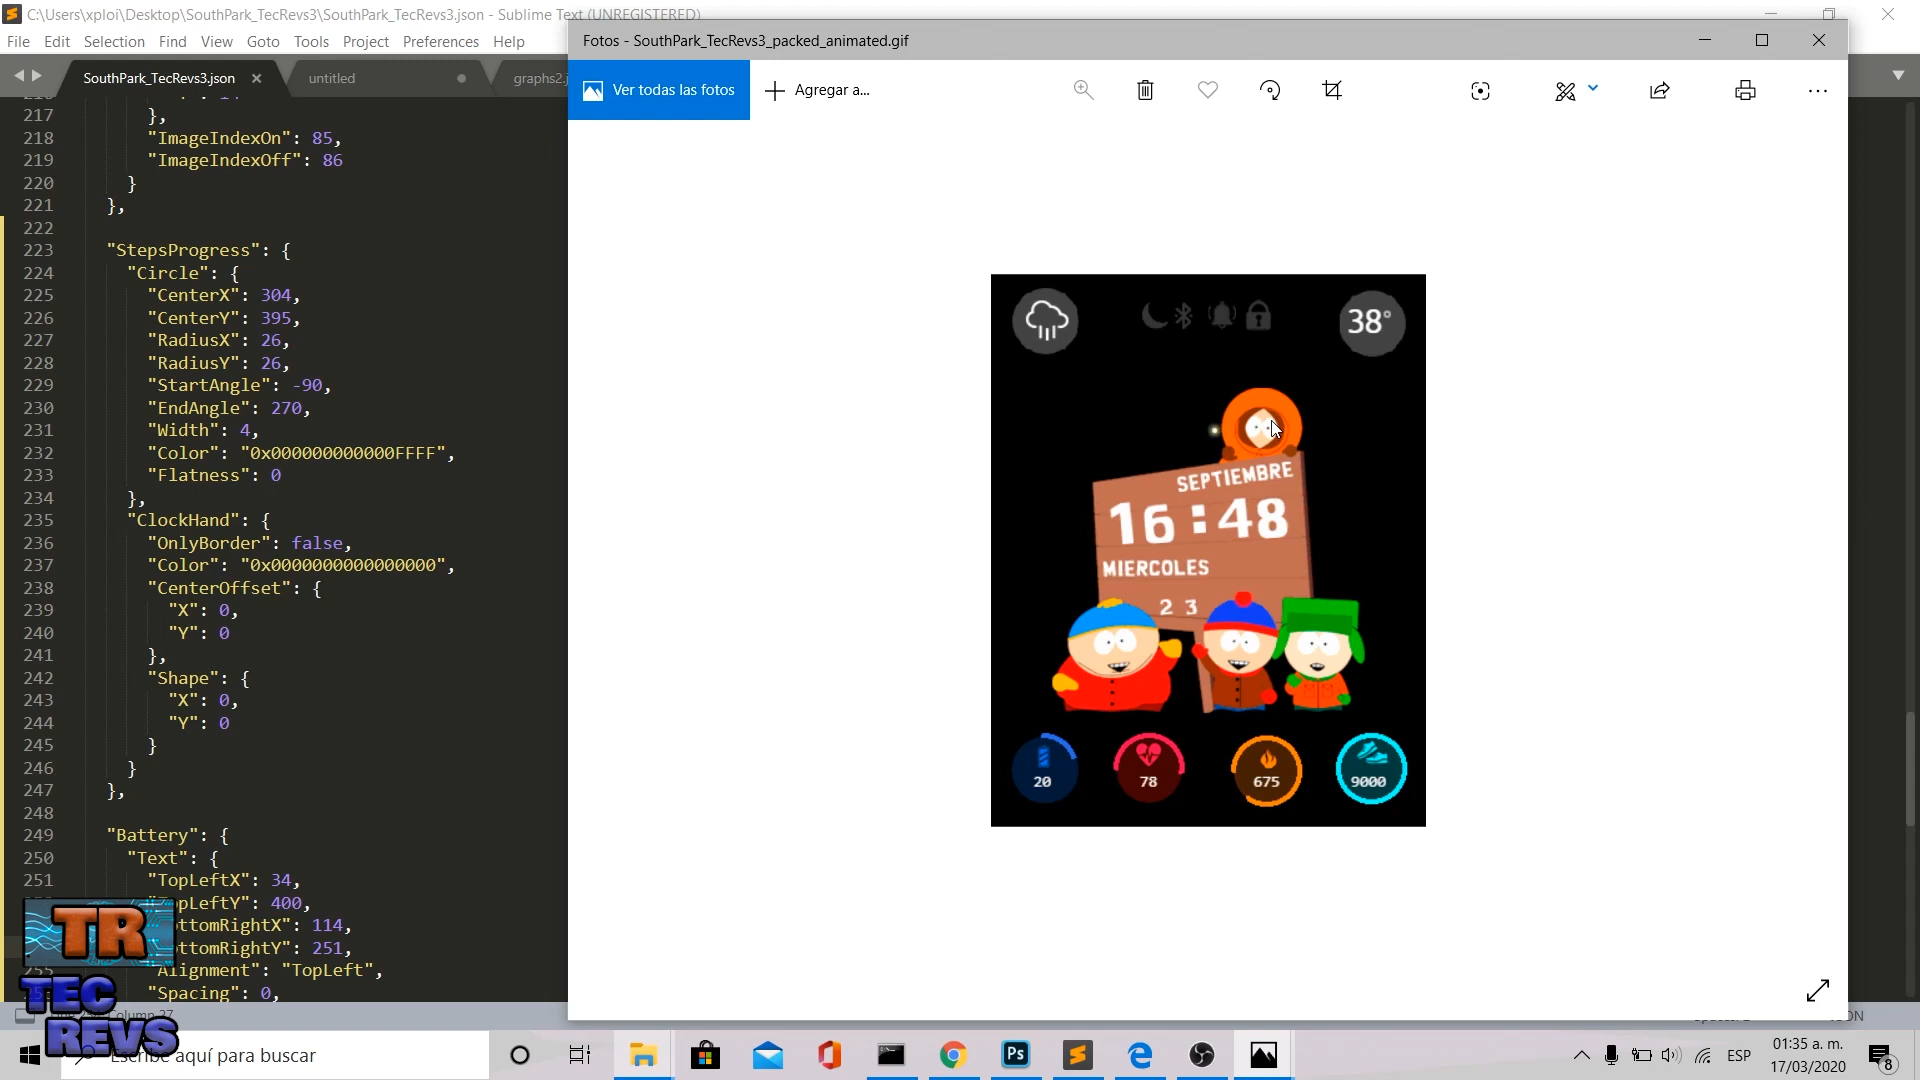 C:\Users\xploi\Desktop\SouthPark_TecRevs3\SouthPark_TecRevs3.json - Sublime Text (UNREGISTERED)
File Edit Selection Find View Goto Tools Project Preferences Help
SouthPark_TecRevs3.json untitled graphs2.j
217 },
218 "ImageIndexOn": 85,
219 "ImageIndexOff": 86
220 }
221 },
222
223 "StepsProgress": {
224 "Circle": {
225 "CenterX": 304,
226 "CenterY": 395,
227 "RadiusX": 26,
228 "RadiusY": 26,
229 "StartAngle": -90,
230 "EndAngle": 270,
231 "Width": 4,
232 "Color": "0x000000000000FFFF",
233 "Flatness": 0
234 },
235 "ClockHand": {
236 "OnlyBorder": false,
237 "Color": "0x0000000000000000",
238 "CenterOffset": {
239 "X": 0,
240 "Y": 0
241 },
242 "Shape": {
243 "X": 0,
244 "Y": 0
245 }
246 }
247 },
248
249 "Battery": {
250 "Text": {
251 "TopLeftX": 34,
pLeftY": 400,
ttomRightX": 114,
ttomRightY": 251,
"Alignment": "TopLeft",
"Spacing": 0,
Column 27
TR
TEC
REVS
Fotos - SouthPark_TecRevs3_packed_animated.gif
Ver todas las fotos Agregar a...
38°
SEPTIEMBRE
16:48
MIERCOLES
2 3
20 78 675 9000
Escribe aquí para buscar
Ps
ESP
01:35 a. m.
17/03/2020
8